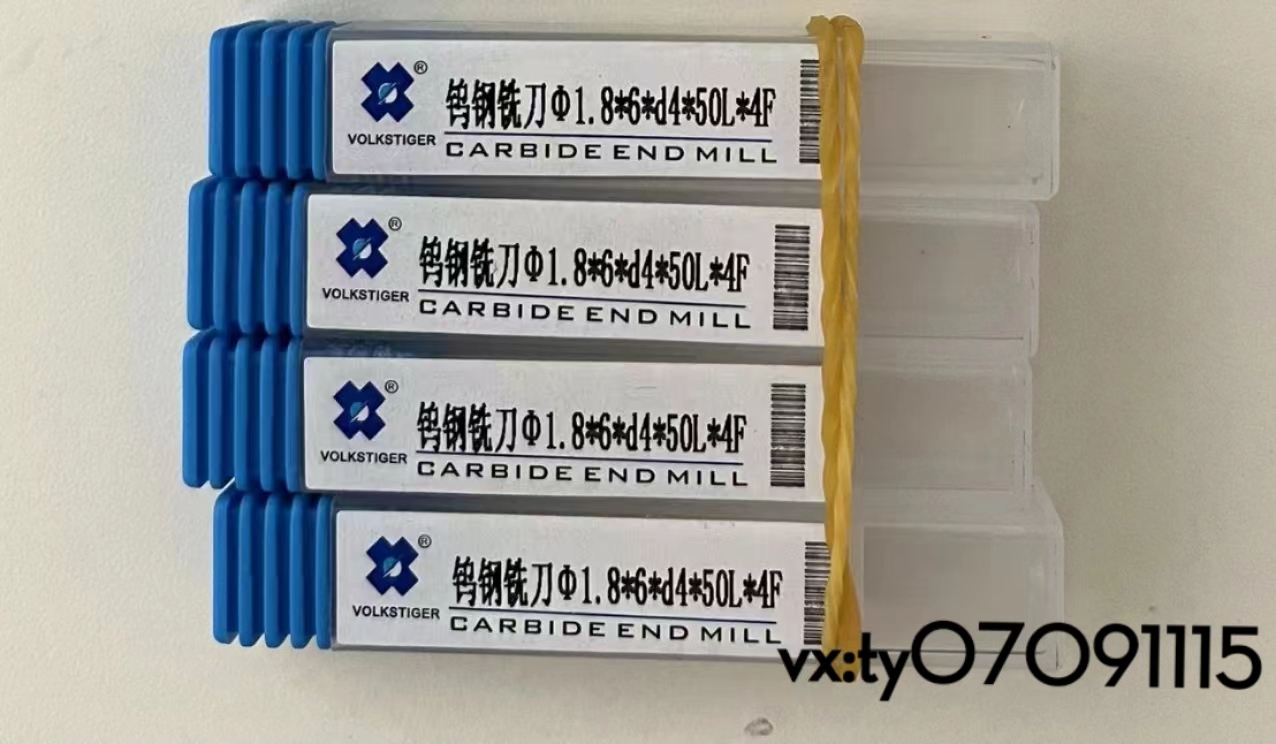 ®
钨钢铣刀Φ1.8*6*d4*50L*4F
VOLKSTIGER
CARBIDE END MILL
®
钨钢铣刀Φ1.8*6*d4*50L*4F
VOLKSTIGER
CARBIDE END MILL
®
钨钢铣刀Φ1.8*6*d4*50L*4F
VOLKSTIGER
CARBIDE END MILL
®
钨钢铣刀Φ1.8*6*d4*50L*4F
VOLKSTIGER
CARBIDE END MILL
vx:ty07091115